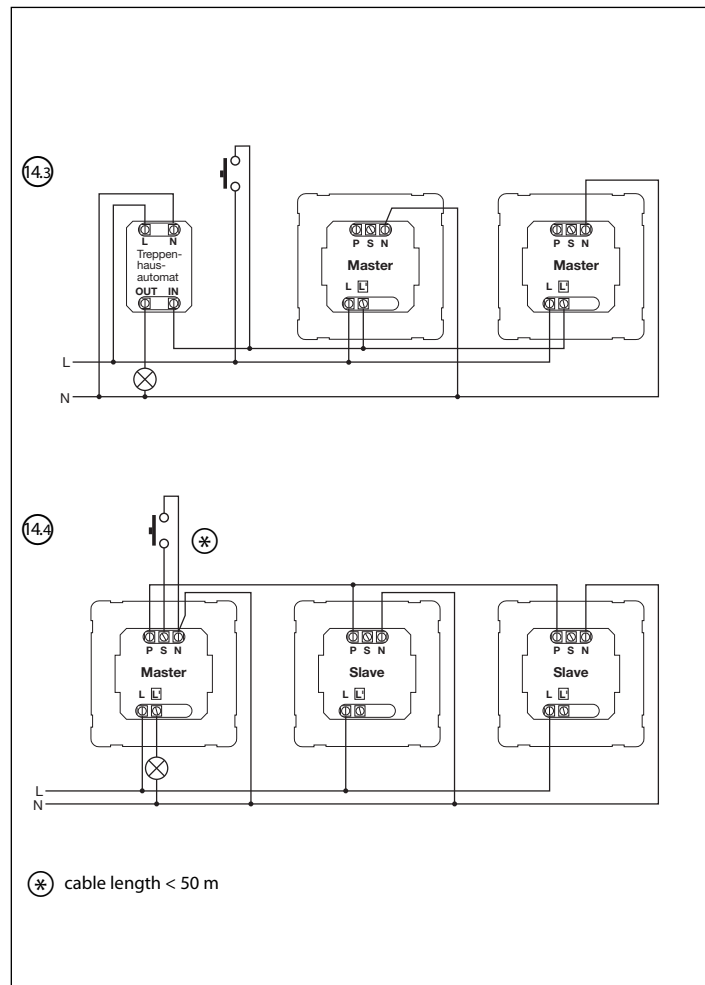 14.3
L N
Treppen-
haus-
automat
OUT IN
P S N
Master
L L'
P S N
Master
L L'
L
N
14.4
*
P S N
Master
L L'
P S N
Slave
L L'
P S N
Slave
L L'
L
N
* cable length < 50 m